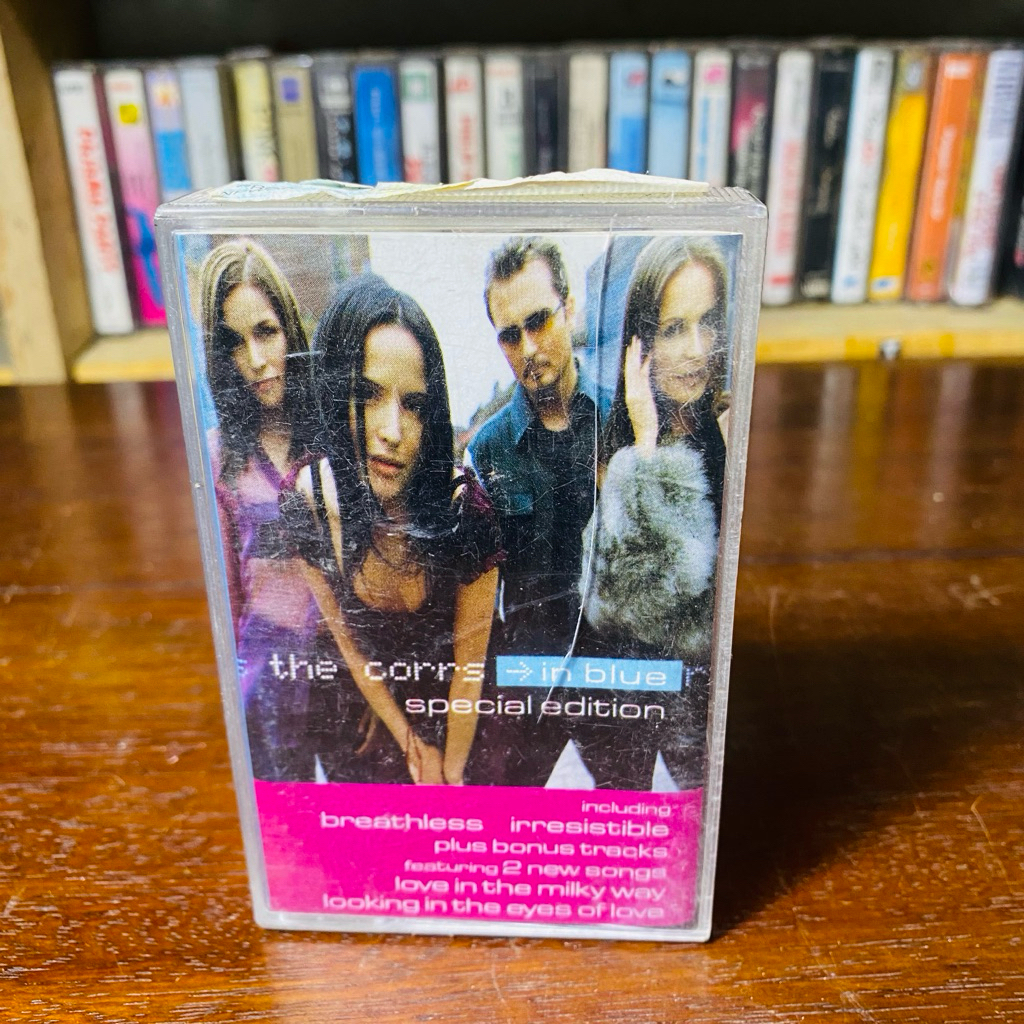 the corrs → in blue
special edition
including
breathless irresistible
plus bonus tracks
featuring 2 new songs
love in the milky way
looking in the eyes of love